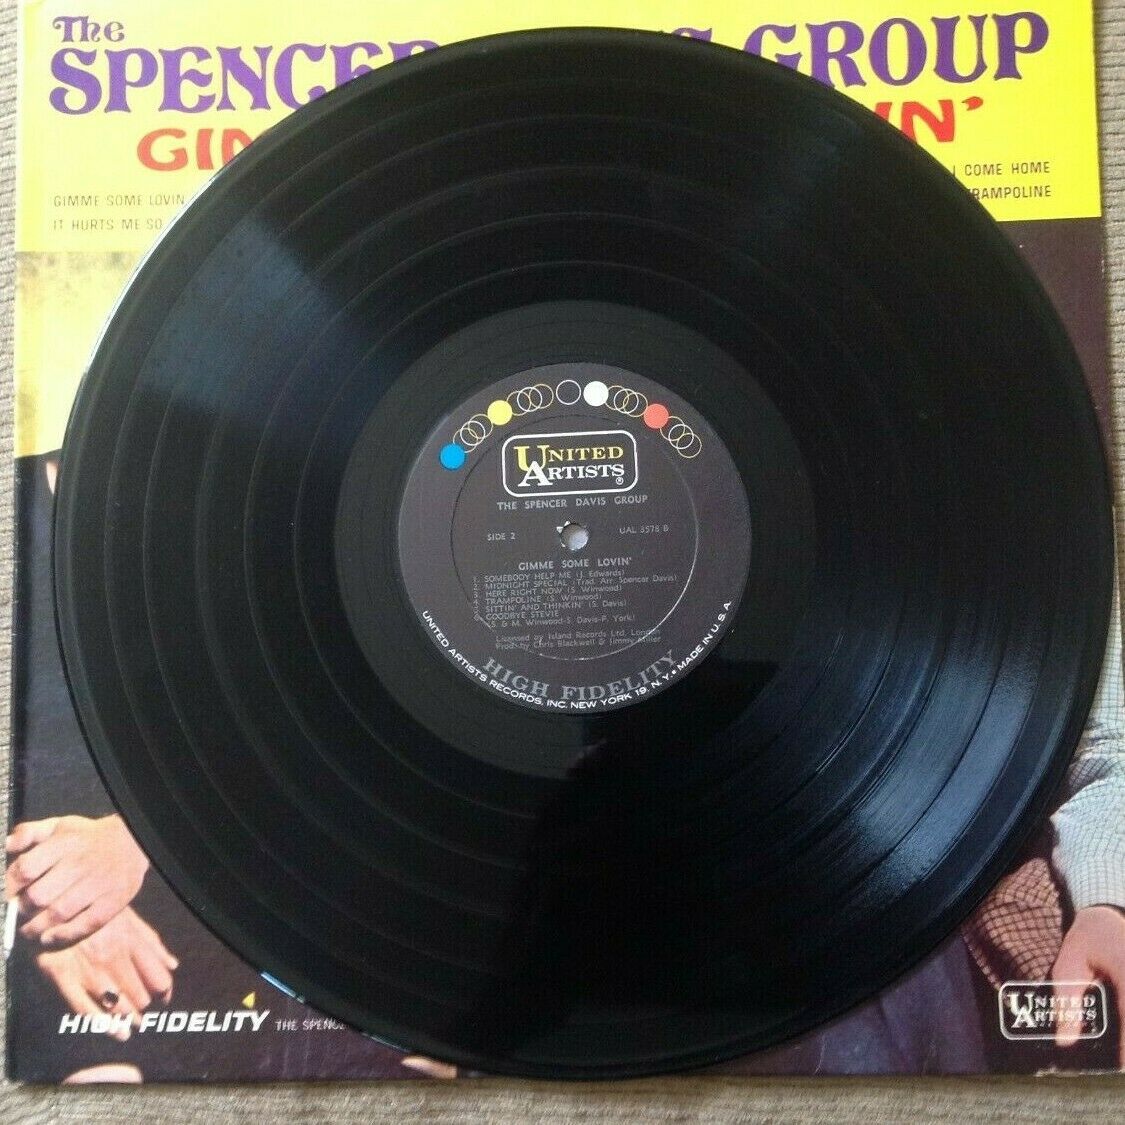 The
SPENCER GROUP
GIMME
GIMME SOME LOVIN I COME HOME
IT HURTS ME SO TRAMPOLINE
UNITED
ARTISTS®
THE SPENCER DAVIS GROUP
SIDE 2 UAL 3578 B
GIMME SOME LOVIN'
1. SOMEBODY HELP ME (J. Edwards)
2. MIDNIGHT SPECIAL (Trad. Arr. Spencer Davis)
3. HERE RIGHT NOW (S. Winwood)
4. TRAMPOLINE (S. Winwood)
5. SITTIN' AND THINKIN' (S. Davis)
6. GOODBYE STEVIE
(S. & M. Winwood-S. Davis-P. York)
Licensed by Island Records Ltd. London
Prod. by Chris Blackwell & Jimmy Miller
HIGH FIDELITY
UNITED ARTISTS RECORDS, INC. NEW YORK 19, N.Y. • MADE IN U.S.A.
HIGH FIDELITY THE SPENC
UNITED
ARTISTS
RECORDS